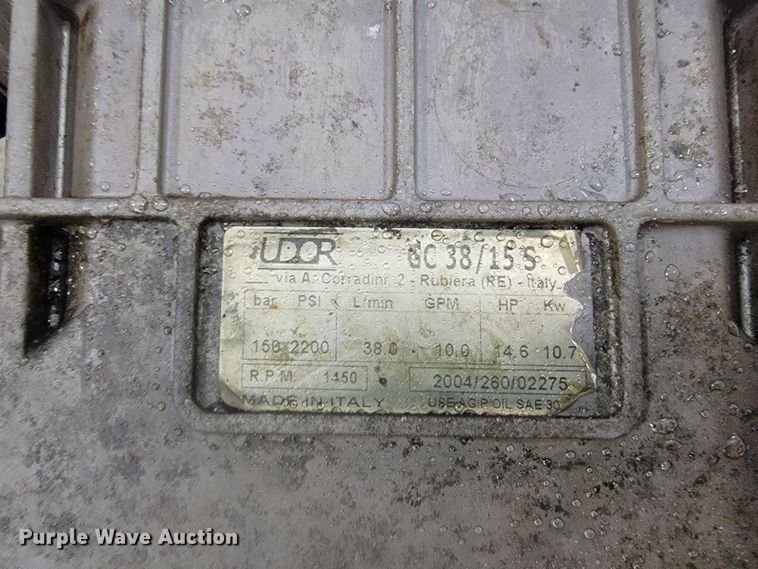 UDOR GC 38/15 S
via A. Corradini 2 - Rubiera (RE) - Italy
bar PSI L/min GPM HP Kw
150 2200 38.0 10.0 14.6 10.7
R.P.M. 1450 2004/260/02275
MADE IN ITALY USE AGIP OIL SAE 30
Purple Wave Auction